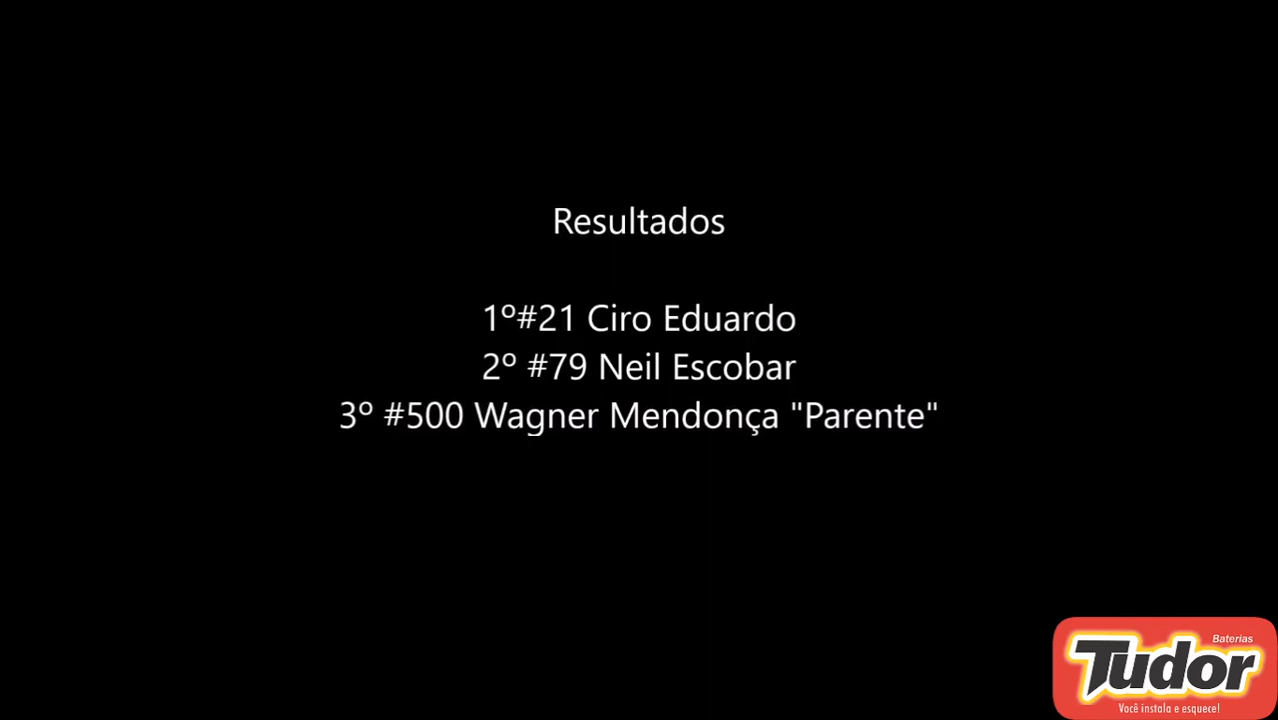 Resultados
1º#21 Ciro Eduardo
2º #79 Neil Escobar
3º #500 Wagner Mendonça "Parente"
Baterias
Tudor
Você instala e esquece!